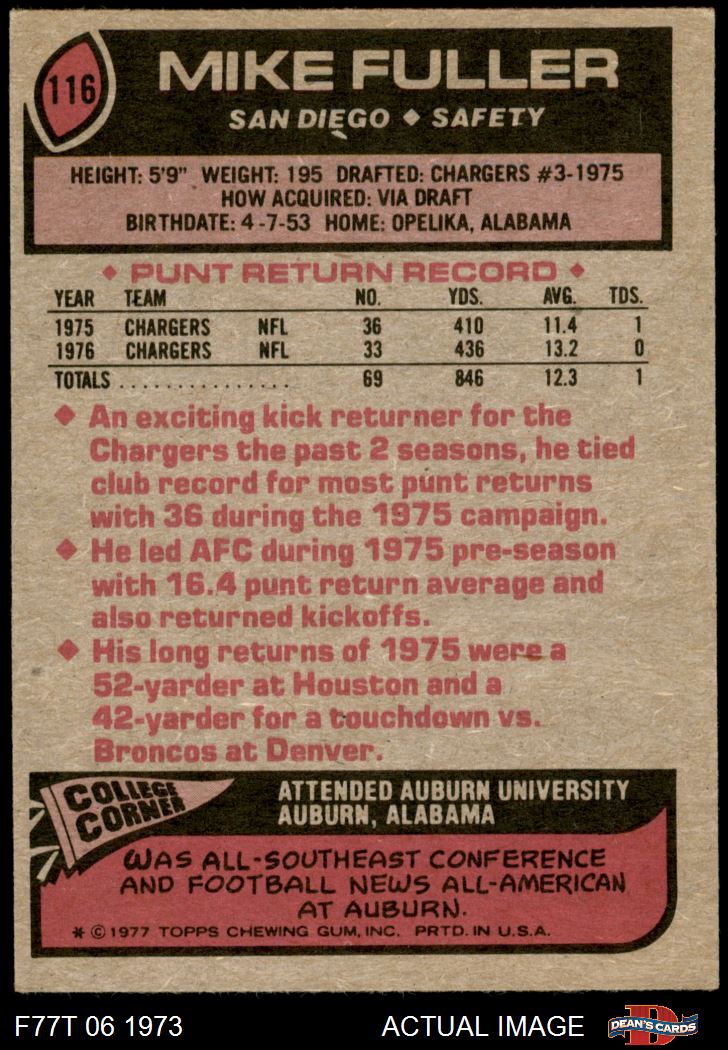 116
MIKE FULLER
SAN DIEGO ◆ SAFETY
HEIGHT: 5'9" WEIGHT: 195 DRAFTED: CHARGERS #3-1975
HOW ACQUIRED: VIA DRAFT
BIRTHDATE: 4-7-53 HOME: OPELIKA, ALABAMA
◆ PUNT RETURN RECORD ◆
YEAR TEAM NO. YDS. AVG. TDS.
1975 CHARGERS NFL 36 410 11.4 1
1976 CHARGERS NFL 33 436 13.2 0
TOTALS ................ 69 846 12.3 1
◆ An exciting kick returner for the
Chargers the past 2 seasons, he tied
club record for most punt returns
with 36 during the 1975 campaign.
◆ He led AFC during 1975 pre-season
with 16.4 punt return average and
also returned kickoffs.
◆ His long returns of 1975 were a
52-yarder at Houston and a
42-yarder for a touchdown vs.
Broncos at Denver.
COLLEGE
CORNER
ATTENDED AUBURN UNIVERSITY
AUBURN, ALABAMA
WAS ALL-SOUTHEAST CONFERENCE
AND FOOTBALL NEWS ALL-AMERICAN
AT AUBURN.
* © 1977 TOPPS CHEWING GUM, INC. PRTD. IN U.S.A.
F77T 06 1973 ACTUAL IMAGE D DEAN'S CARDS